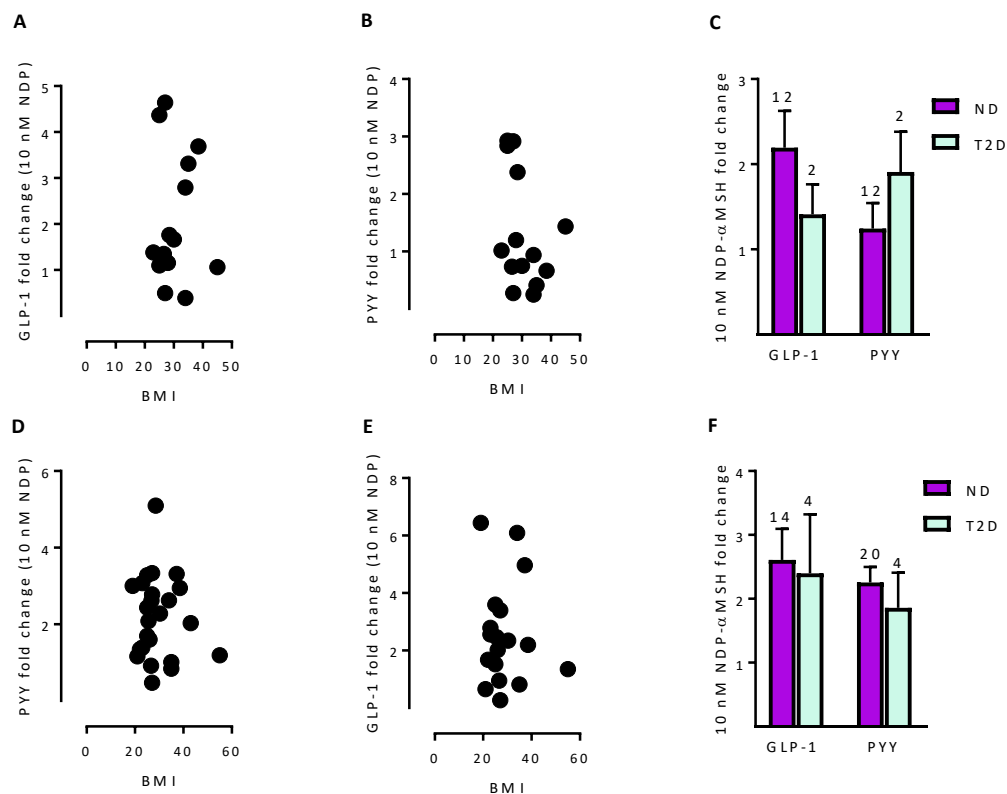 A
GLP-1 fold change (10 nM NDP)
5
4
3
2
1
0 10 20 30 40 50
BMI
B
PYY fold change (10 nM NDP)
4
3
2
1
0 10 20 30 40 50
BMI
C
10 nM NDP-αMSH fold change
3
2
1
12
2
12
2
GLP-1 PYY
ND
T2D
D
PYY fold change (10 nM NDP)
6
4
2
0 20 40 60
BMI
E
GLP-1 fold change (10 nM NDP)
8
6
4
2
0 20 40 60
BMI
F
10 nM NDP-αMSH fold change
4
3
2
1
14
4
20
4
GLP-1 PYY
ND
T2D